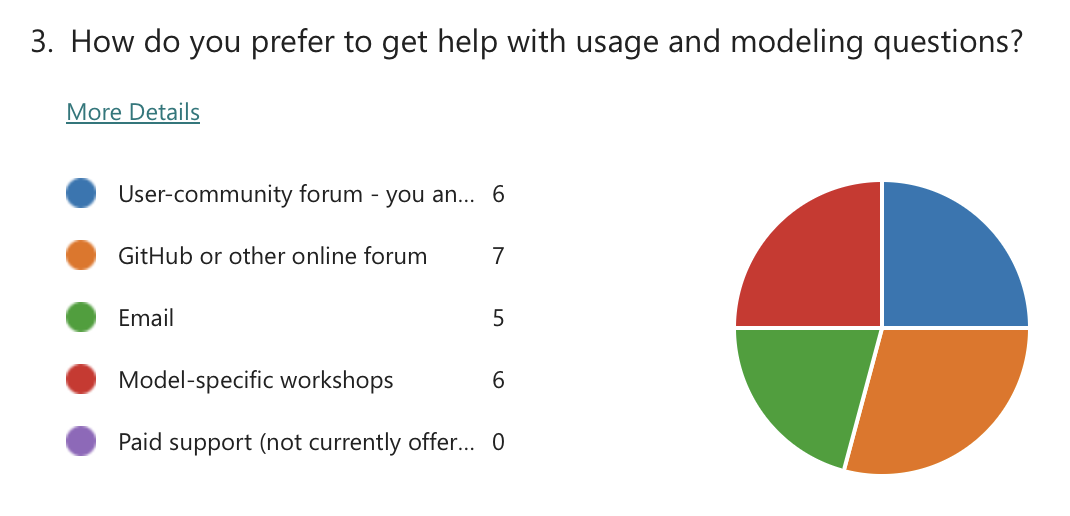 3. How do you prefer to get help with usage and modeling questions?
More Details
User-community forum - you an... 6
GitHub or other online forum 7
Email 5
Model-specific workshops 6
Paid support (not currently offer... 0